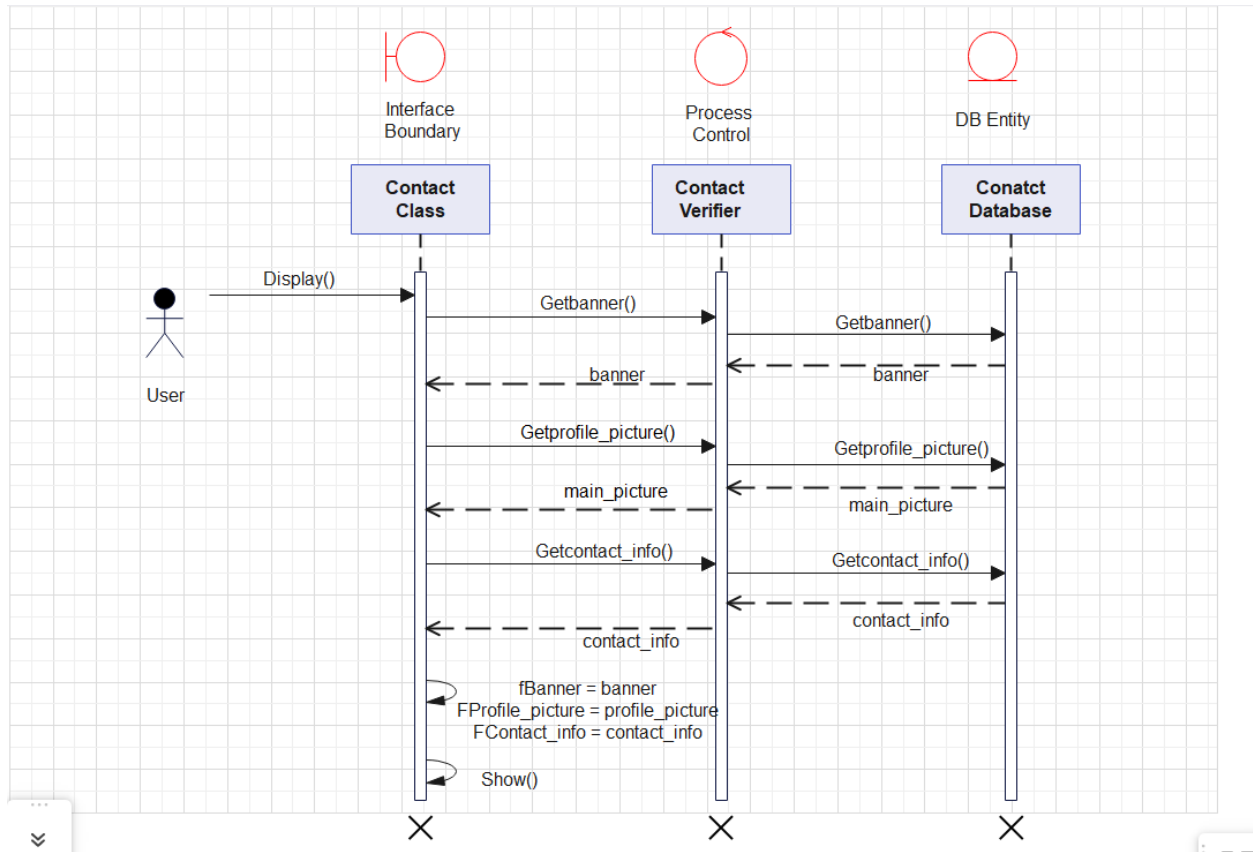 Interface
Boundary
Process
Control
DB Entity
Contact
Class
Contact
Verifier
Conatct
Database
Display()
Getbanner()
Getbanner()
banner
banner
User
Getprofile_picture()
Getprofile_picture()
main_picture
main_picture
Getcontact_info()
Getcontact_info()
contact_info
contact_info
fBanner = banner
FProfile_picture = profile_picture
FContact_info = contact_info
Show()